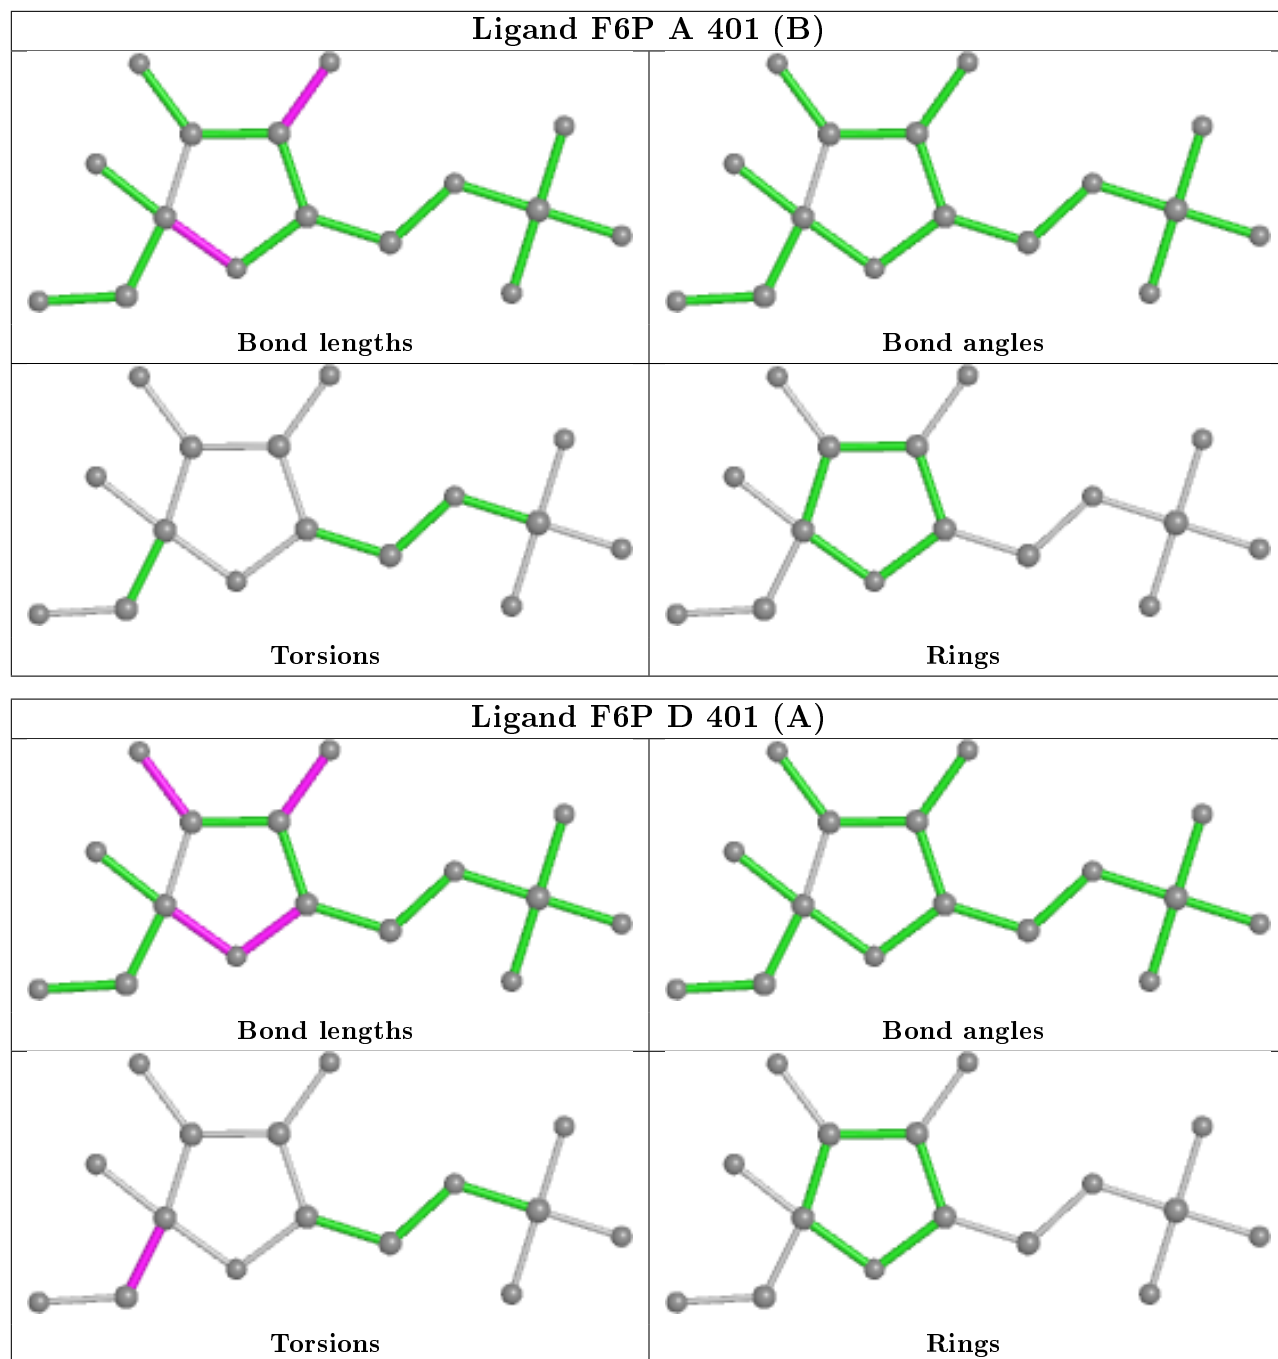 Ligand F6P A 401 (B)
Bond lengths
Bond angles
Torsions
Rings
Ligand F6P D 401 (A)
Bond lengths
Bond angles
Torsions
Rings